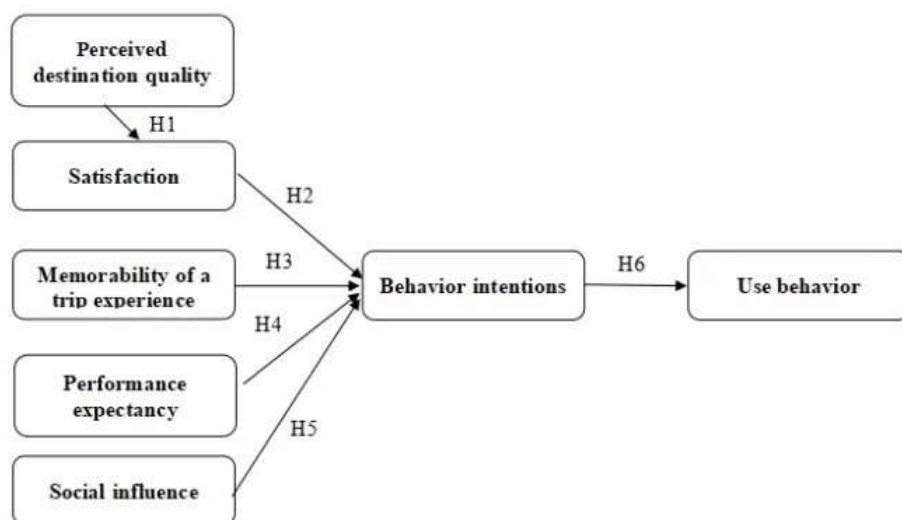 Perceived
destination quality
H1
Satisfaction
H2
Memorability of a
trip experience
H3
Behavior intentions
H6
Use behavior
H4
Performance
expectancy
H5
Social influence